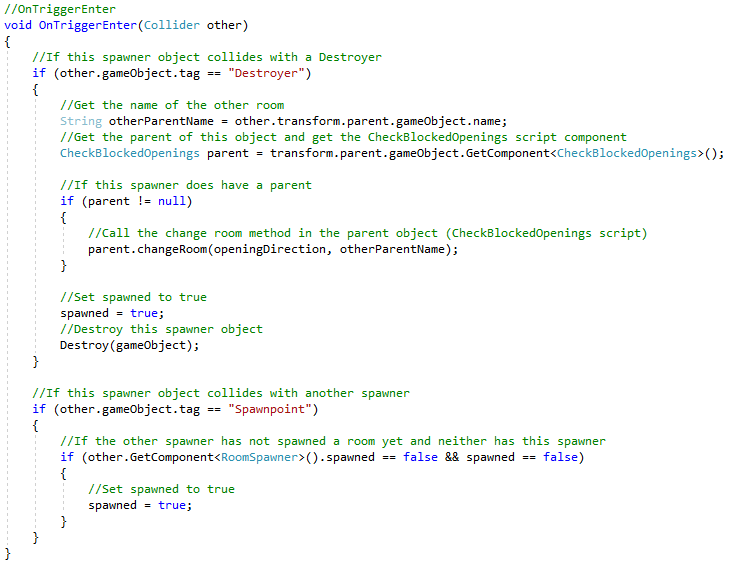 //OnTriggerEnter
void OnTriggerEnter(Collider other)
{
    //If this spawner object collides with a Destroyer
    if (other.gameObject.tag == "Destroyer")
    {
        //Get the name of the other room
        String otherParentName = other.transform.parent.gameObject.name;
        //Get the parent of this object and get the CheckBlockedOpenings script component
        CheckBlockedOpenings parent = transform.parent.gameObject.GetComponent<CheckBlockedOpenings>();

        //If this spawner does have a parent
        if (parent != null)
        {
            //Call the change room method in the parent object (CheckBlockedOpenings script)
            parent.changeRoom(openingDirection, otherParentName);
        }

        //Set spawned to true
        spawned = true;
        //Destroy this spawner object
        Destroy(gameObject);
    }

    //If this spawner object collides with another spawner
    if (other.gameObject.tag == "Spawnpoint")
    {
        //If the other spawner has not spawned a room yet and neither has this spawner
        if (other.GetComponent<RoomSpawner>().spawned == false && spawned == false)
        {
            //Set spawned to true
            spawned = true;
        }
    }
}